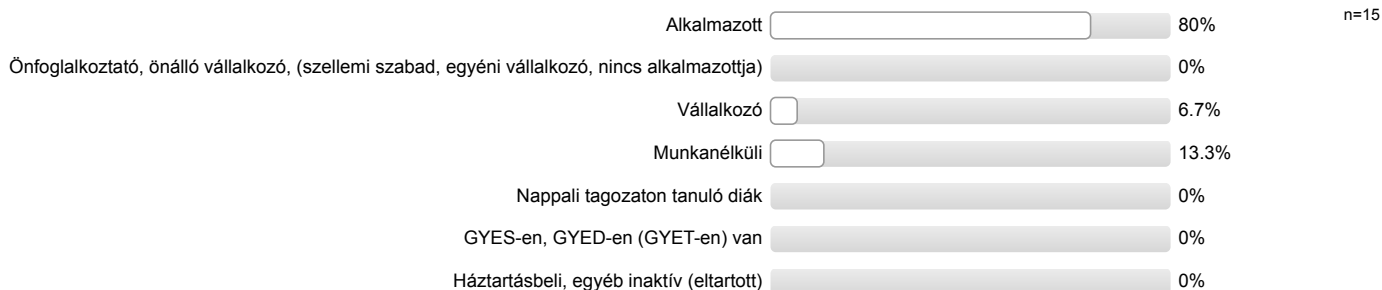 Alkalmazott 80% n=15
Önfoglalkoztató, önálló vállalkozó, (szellemi szabad, egyéni vállalkozó, nincs alkalmazottja) 0%
Vállalkozó 6.7%
Munkanélküli 13.3%
Nappali tagozaton tanuló diák 0%
GYES-en, GYED-en (GYET-en) van 0%
Háztartásbeli, egyéb inaktív (eltartott) 0%